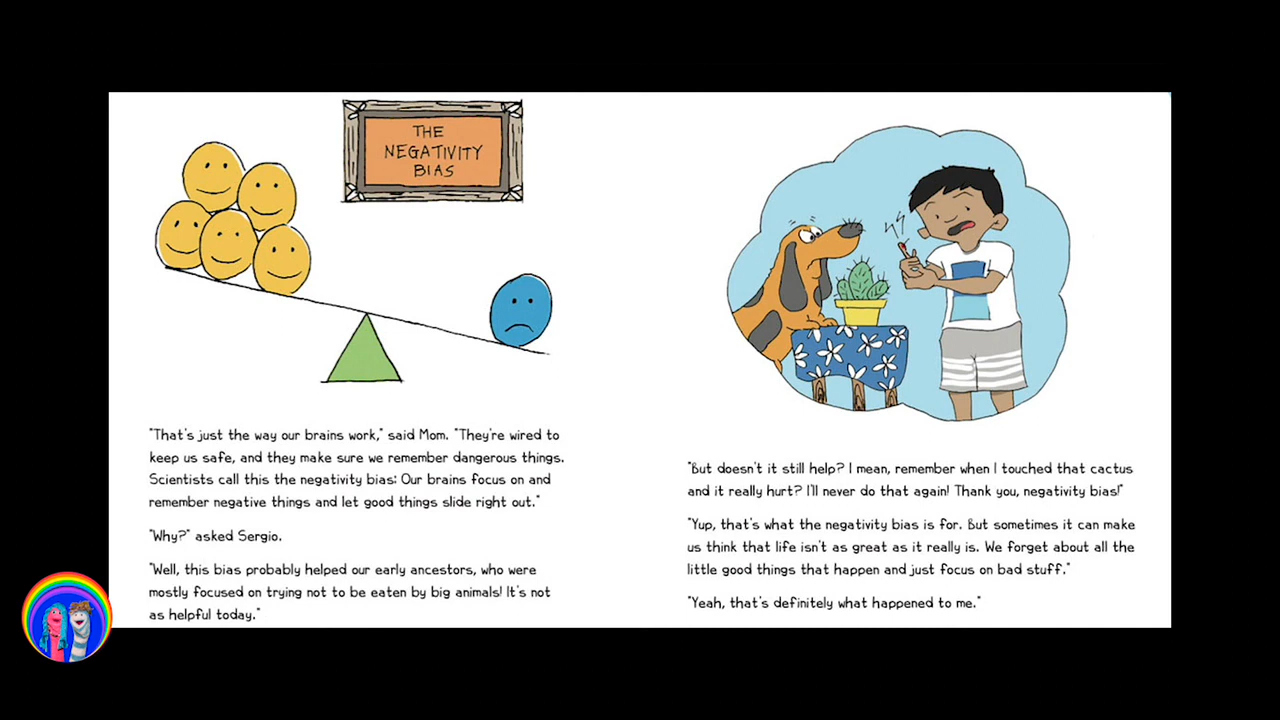 THE
NEGATIVITY
BIAS
"That's just the way our brains work," said Mom. "They're wired to
keep us safe, and they make sure we remember dangerous things.
Scientists call this the negativity bias: Our brains focus on and
remember negative things and let good things slide right out."
"Why?" asked Sergio.
"Well, this bias probably helped our early ancestors, who were
mostly focused on trying not to be eaten by big animals! It's not
as helpful today."
"But doesn't it still help? I mean, remember when I touched that cactus
and it really hurt? I'll never do that again! Thank you, negativity bias!"
"Yup, that's what the negativity bias is for. But sometimes it can make
us think that life isn't as great as it really is. We forget about all the
little good things that happen and just focus on bad stuff."
"Yeah, that's definitely what happened to me."